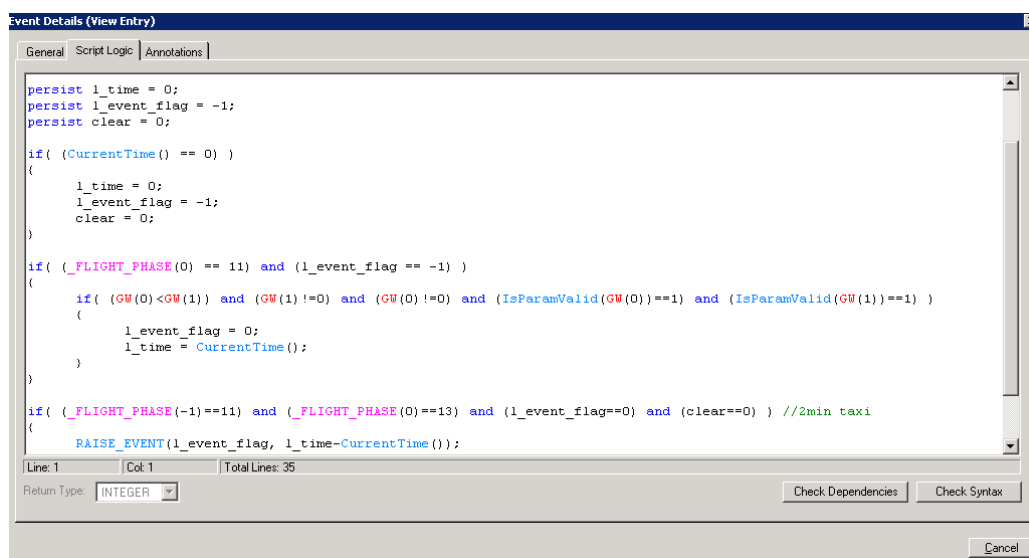 Event Details (View Entry)
General Script Logic Annotations
persist l_time = 0;
persist l_event_flag = -1;
persist clear = 0;
if( (CurrentTime() == 0) )
{
l_time = 0;
l_event_flag = -1;
clear = 0;
}
if( (_FLIGHT_PHASE(0) == 11) and (l_event_flag == -1) )
{
if( (GW(0)<GW(1)) and (GW(1)!=0) and (GW(0)!=0) and (IsParamValid(GW(0))==1) and (IsParamValid(GW(1))==1) )
{
l_event_flag = 0;
l_time = CurrentTime();
}
}
if( (_FLIGHT_PHASE(-1)==11) and (_FLIGHT_PHASE(0)==13) and (l_event_flag==0) and (clear==0) ) //2min taxi
{
RAISE_EVENT(l_event_flag, l_time-CurrentTime());
Line: 1 Col: 1 Total Lines: 35
Return Type: INTEGER Check Dependencies Check Syntax
Cancel